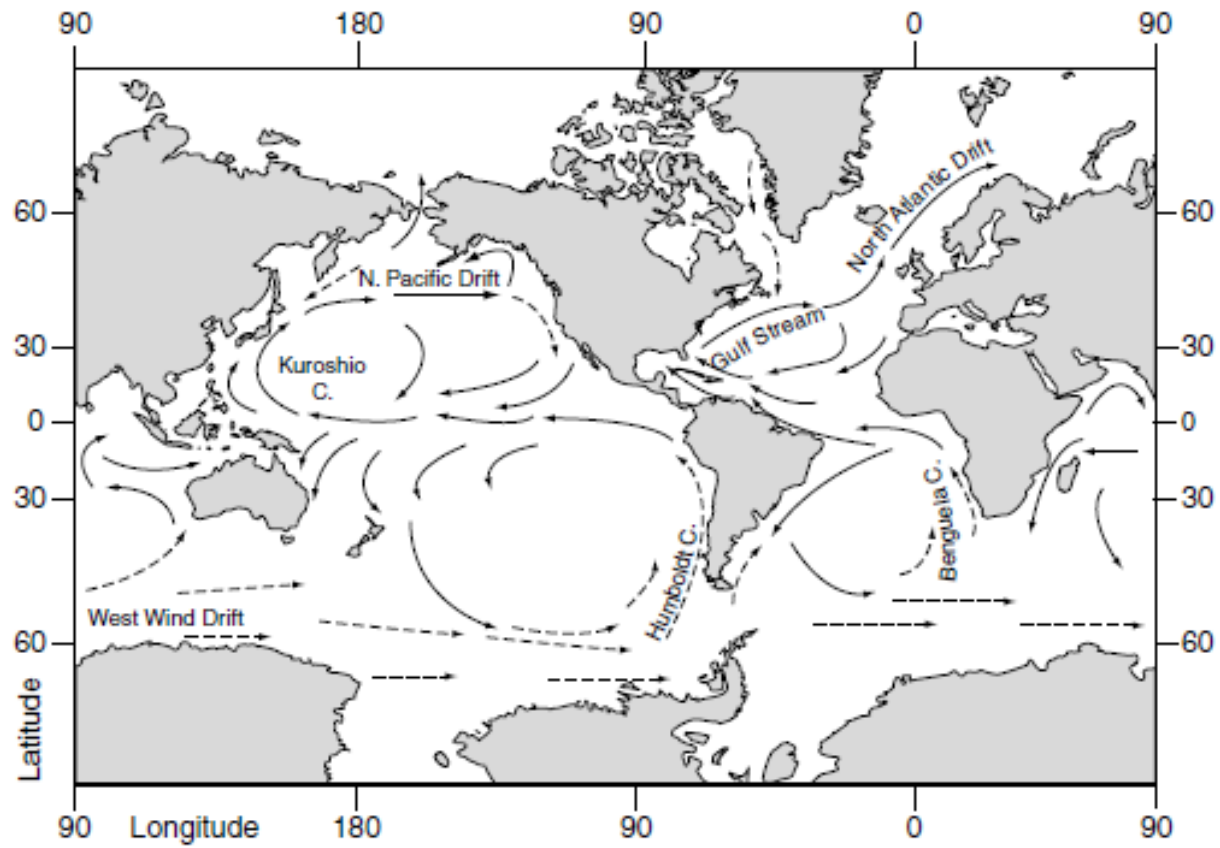 90 180 90 0 90
60 60
North Atlantic Drift
N. Pacific Drift
Gulf Stream
30 30
Kuroshio
C.
0 0
30 30
Benguela C.
Humboldt C.
West Wind Drift
60 60
Latitude
90 Longitude 180 90 0 90